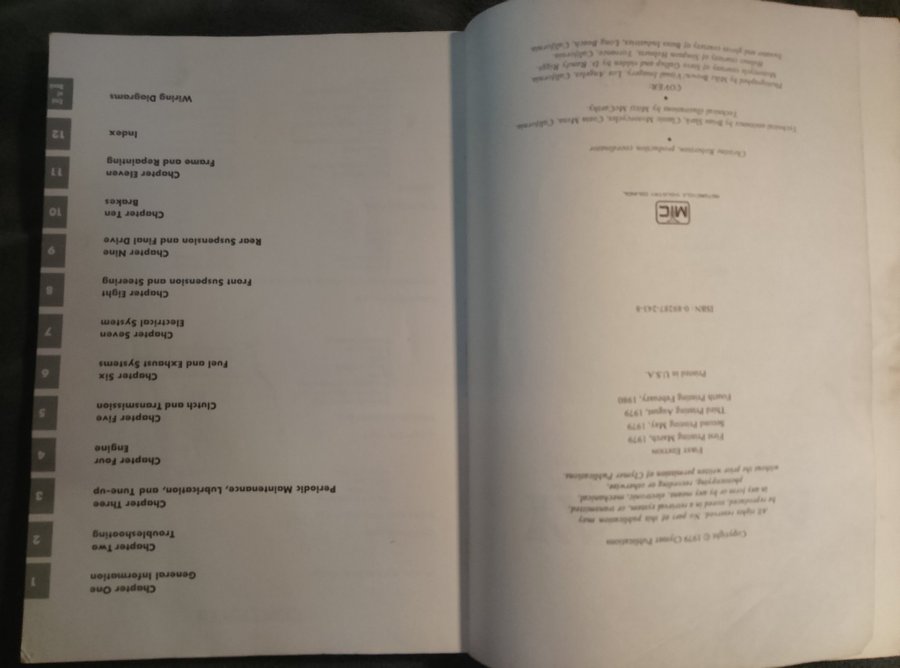 Copyright © 1979 Clymer Publications
All rights reserved. No part of this publication may
be reproduced, stored in a retrieval system, or transmitted,
in any form or by any means, electronic, mechanical,
photocopying, recording or otherwise,
without the prior written permission of Clymer Publications.
FIRST EDITION
First Printing March, 1979
Second Printing May, 1979
Third Printing August, 1979
Fourth Printing February, 1980
Printed in U.S.A.
ISBN: 0-89287-243-8
MIC
MOTORCYCLE INDUSTRY COUNCIL
Christine Robertson, production coordinator
Technical assistance by Brian Slark, Classic Motorcycles, Costa Mesa, California.
Technical illustrations by Mitzi McCarthy.
COVER:
Photographed by Mike Brown/Visual Imagery, Los Angeles, California
Motorcycle courtesy of Steve Gallup and ridden by D. Randy Riggs.
Helmet courtesy of Simpson Helmets, Torrance, California.
Sweater and gloves courtesy of Bates Industries, Long Beach, California.
Chapter One
General Information
1
Chapter Two
Troubleshooting
2
Chapter Three
Periodic Maintenance, Lubrication, and Tune-up
3
Chapter Four
Engine
4
Chapter Five
Clutch and Transmission
5
Chapter Six
Fuel and Exhaust Systems
6
Chapter Seven
Electrical System
7
Chapter Eight
Front Suspension and Steering
8
Chapter Nine
Rear Suspension and Final Drive
9
Chapter Ten
Brakes
10
Chapter Eleven
Frame and Repainting
11
Index
12
Wiring Diagrams
End
of
Book